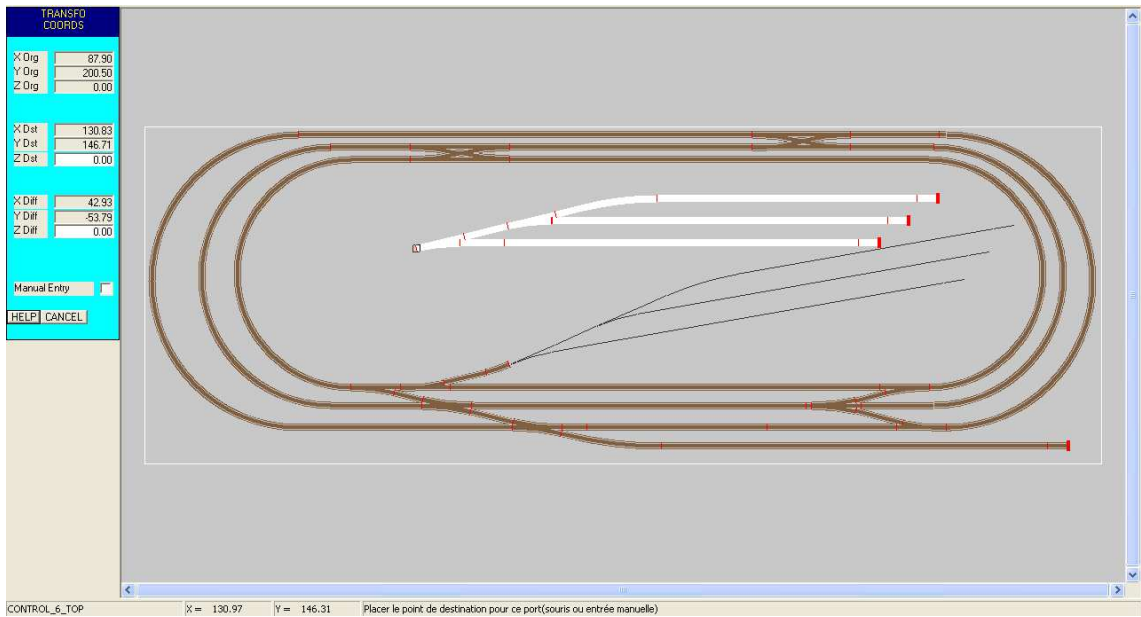 TRANSFO
COORDS
X Org 87.90
Y Org 200.50
Z Org 0.00
X Dst 130.83
Y Dst 146.71
Z Dst 0.00
X Diff 42.93
Y Diff -53.79
Z Diff 0.00
Manual Entry
HELP CANCEL
CONTROL_6_TOP X = 130.97 Y = 146.31 Placer le point de destination pour ce port(souris ou entrée manuelle)